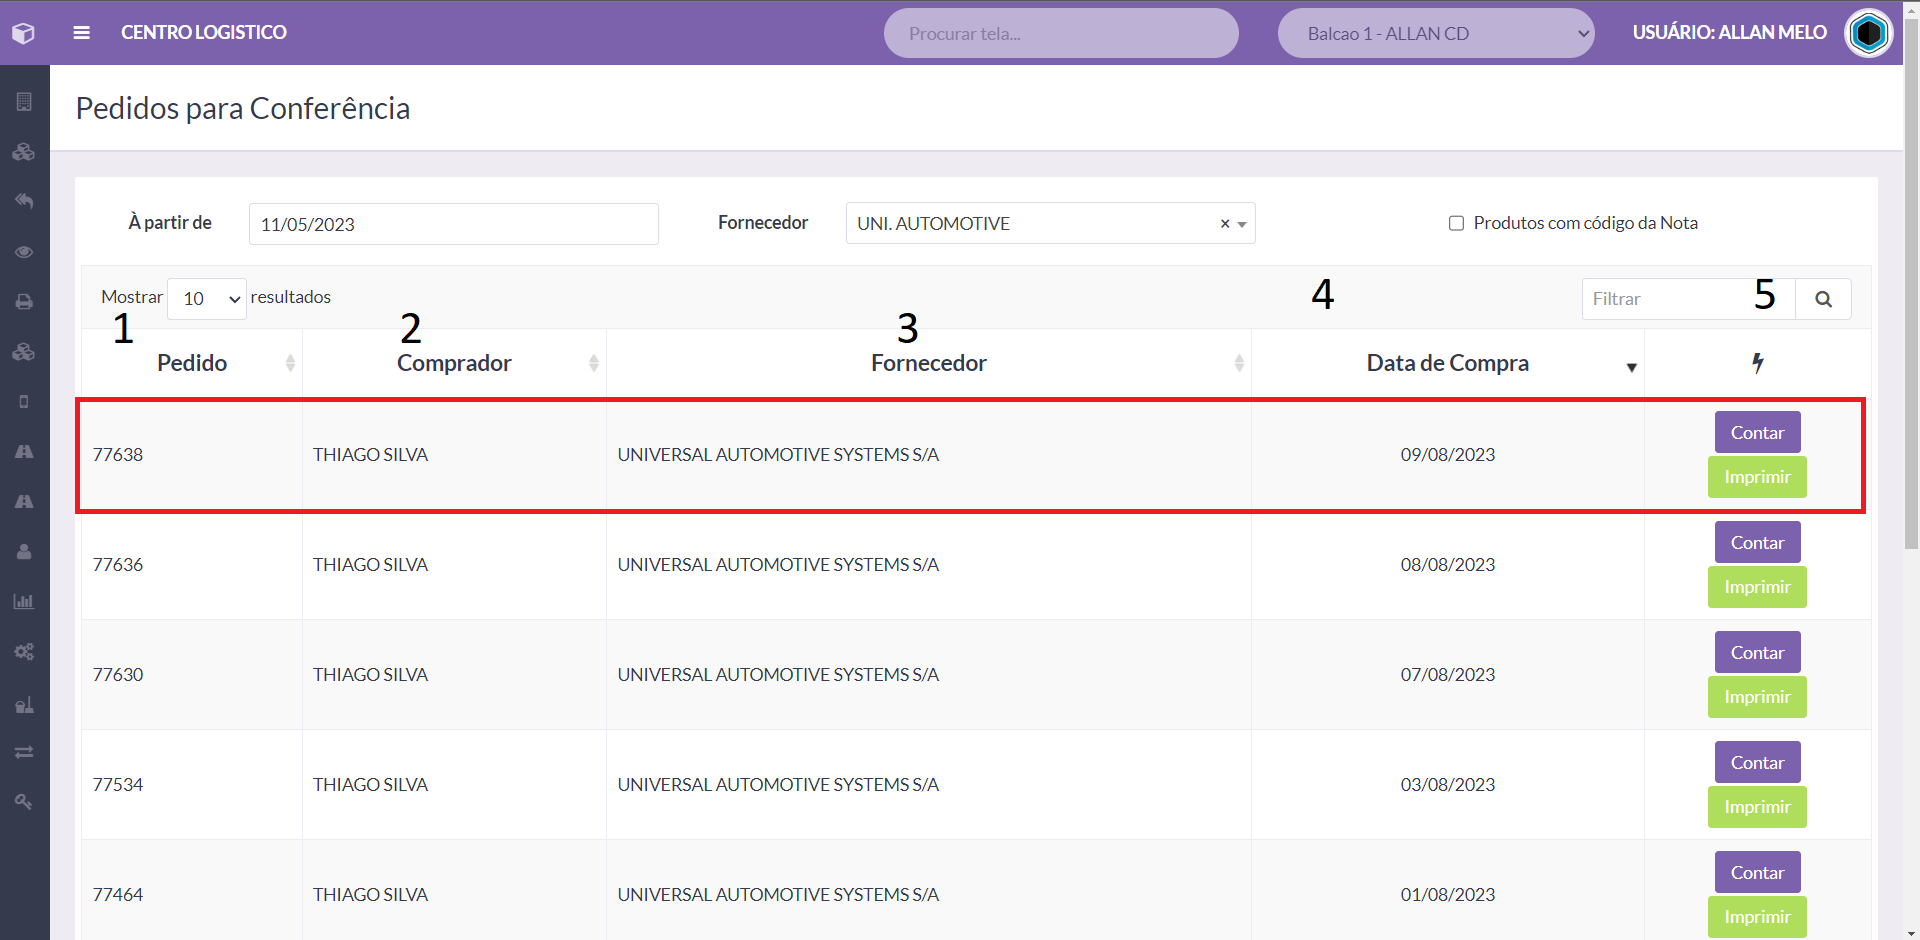 CENTRO LOGISTICO
Procurar tela...
Balcao 1 - ALLAN CD
USUÁRIO: ALLAN MELO
Pedidos para Conferência
À partir de
11/05/2023
Fornecedor
UNI. AUTOMOTIVE
×
Produtos com código da Nota
Mostrar 10 resultados
4
Filtrar
5
1
2
3
Pedido
Comprador
Fornecedor
Data de Compra
77638 THIAGO SILVA UNIVERSAL AUTOMOTIVE SYSTEMS S/A 09/08/2023
Contar
Imprimir
77636 THIAGO SILVA UNIVERSAL AUTOMOTIVE SYSTEMS S/A 08/08/2023
Contar
Imprimir
77630 THIAGO SILVA UNIVERSAL AUTOMOTIVE SYSTEMS S/A 07/08/2023
Contar
Imprimir
77534 THIAGO SILVA UNIVERSAL AUTOMOTIVE SYSTEMS S/A 03/08/2023
Contar
Imprimir
77464 THIAGO SILVA UNIVERSAL AUTOMOTIVE SYSTEMS S/A 01/08/2023
Contar
Imprimir